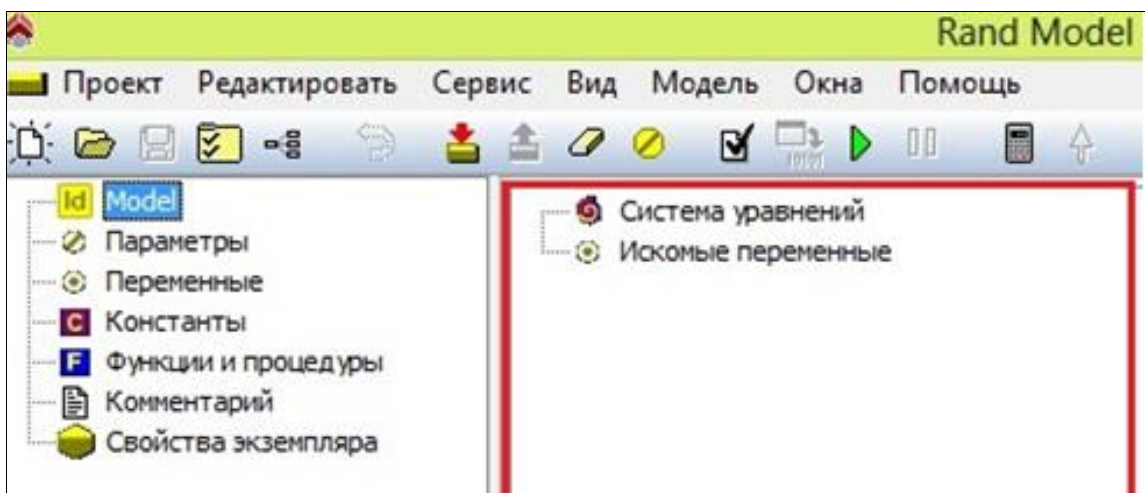 Rand Model
Проект Редактировать Сервис Вид Модель Окна Помощь
Id Model
Параметры
Переменные
C Константы
F Функции и процедуры
Комментарий
Свойства экземпляра
Система уравнений
Искомые переменные